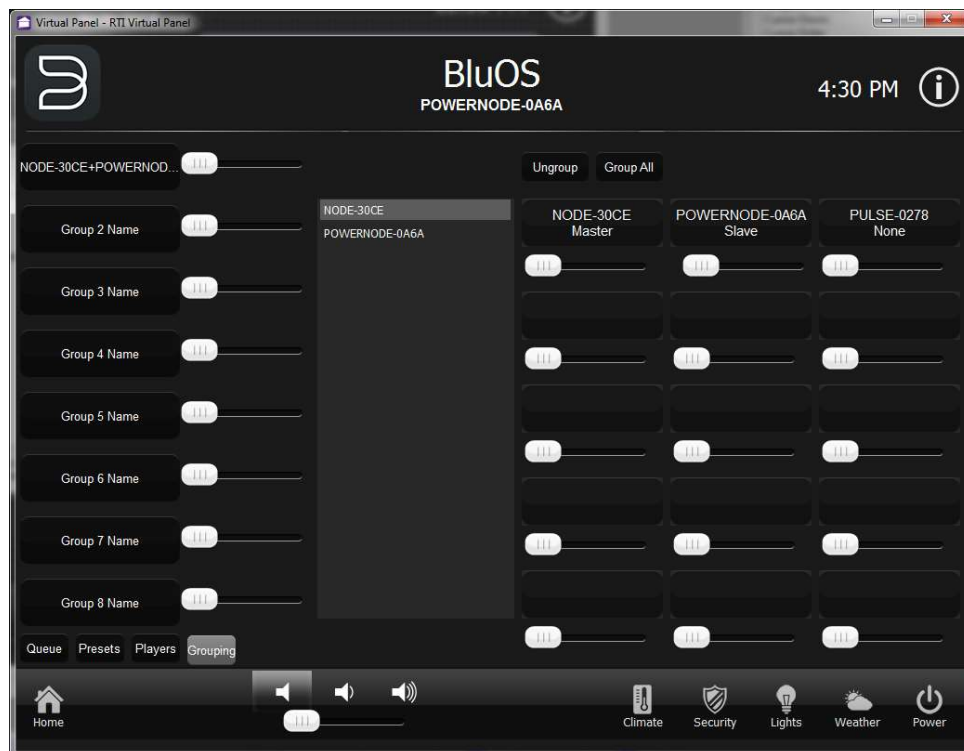 Virtual Panel - RTI Virtual Panel
BluOS
POWERNODE-0A6A
4:30 PM
NODE-30CE+POWERNOD...
Ungroup
Group All
Group 2 Name
Group 3 Name
Group 4 Name
Group 5 Name
Group 6 Name
Group 7 Name
Group 8 Name
NODE-30CE
POWERNODE-0A6A
NODE-30CE
Master
POWERNODE-0A6A
Slave
PULSE-0278
None
Queue
Presets
Players
Grouping
Home
Climate
Security
Lights
Weather
Power